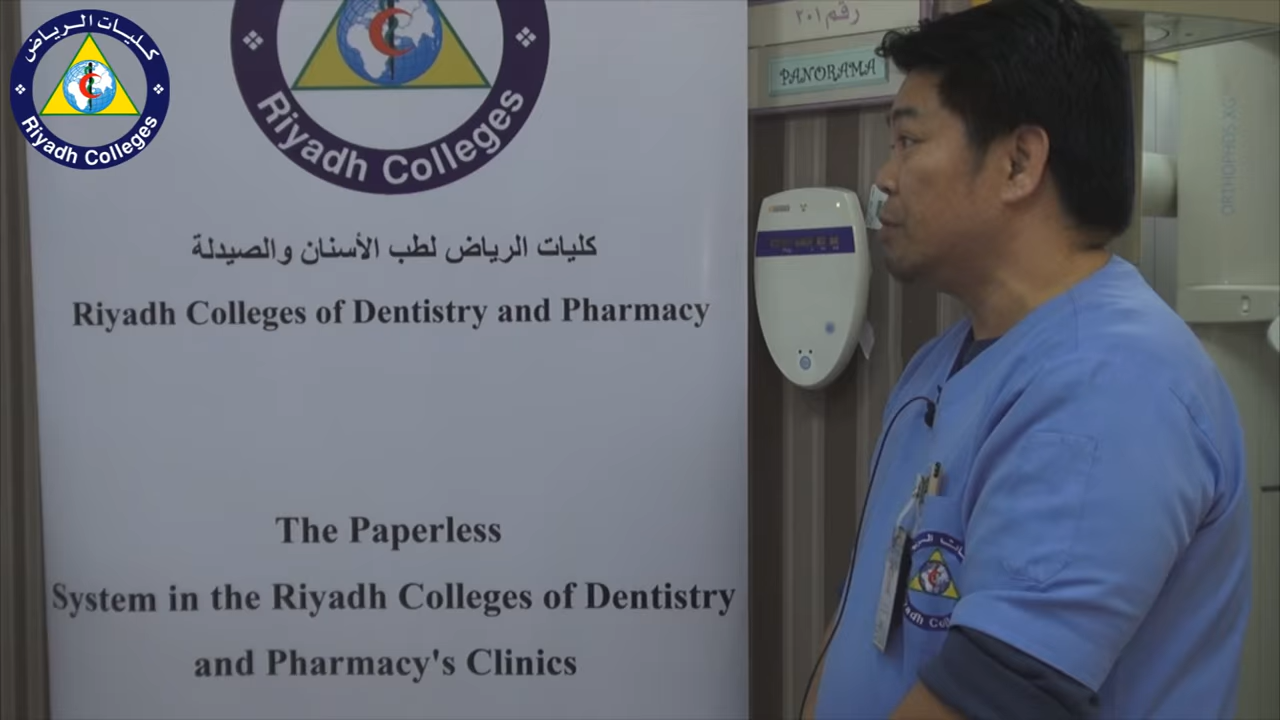 كليات الرياض
Riyadh Colleges
Riyadh Colleges
كليات الرياض لطب الأسنان والصيدلة
Riyadh Colleges of Dentistry and Pharmacy
The Paperless
System in the Riyadh Colleges of Dentistry
and Pharmacy's Clinics
رقم ٢٠١
PANORAMA
ORTHOPHOS XG